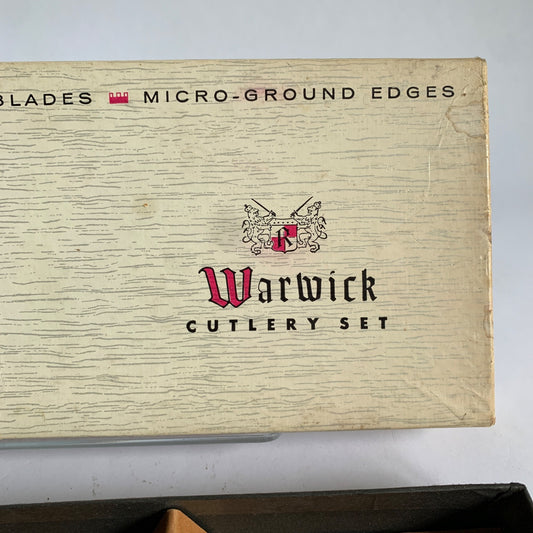 BLADES MICRO-GROUND EDGES
R
Warwick
CUTLERY SET